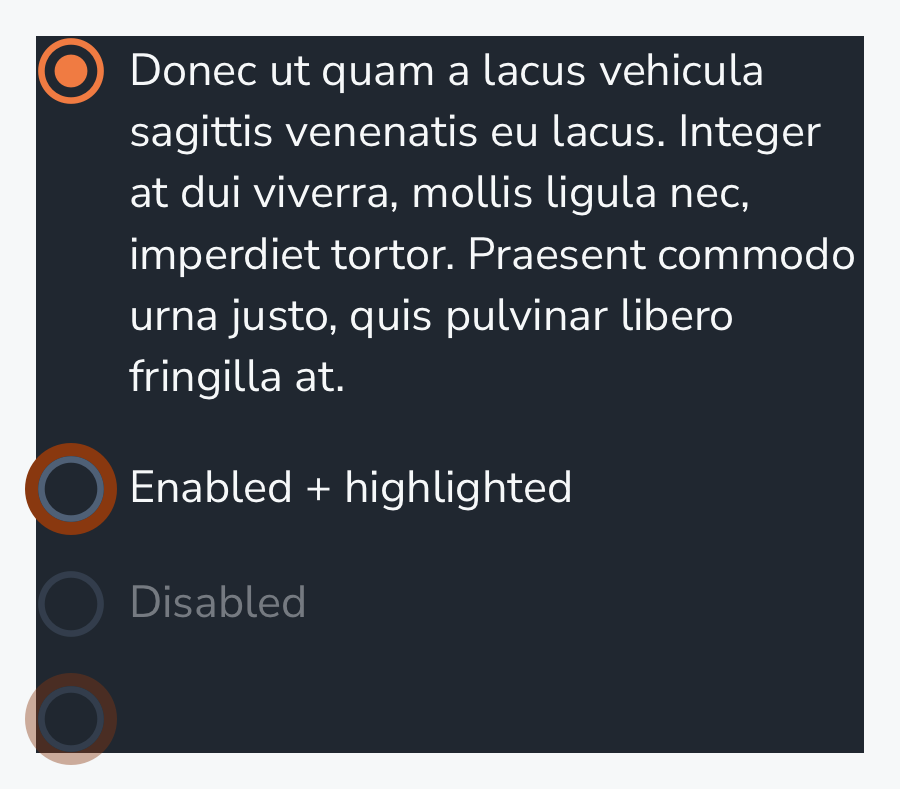 Donec ut quam a lacus vehicula
sagittis venenatis eu lacus. Integer
at dui viverra, mollis ligula nec,
imperdiet tortor. Praesent commodo
urna justo, quis pulvinar libero
fringilla at.
Enabled + highlighted
Disabled